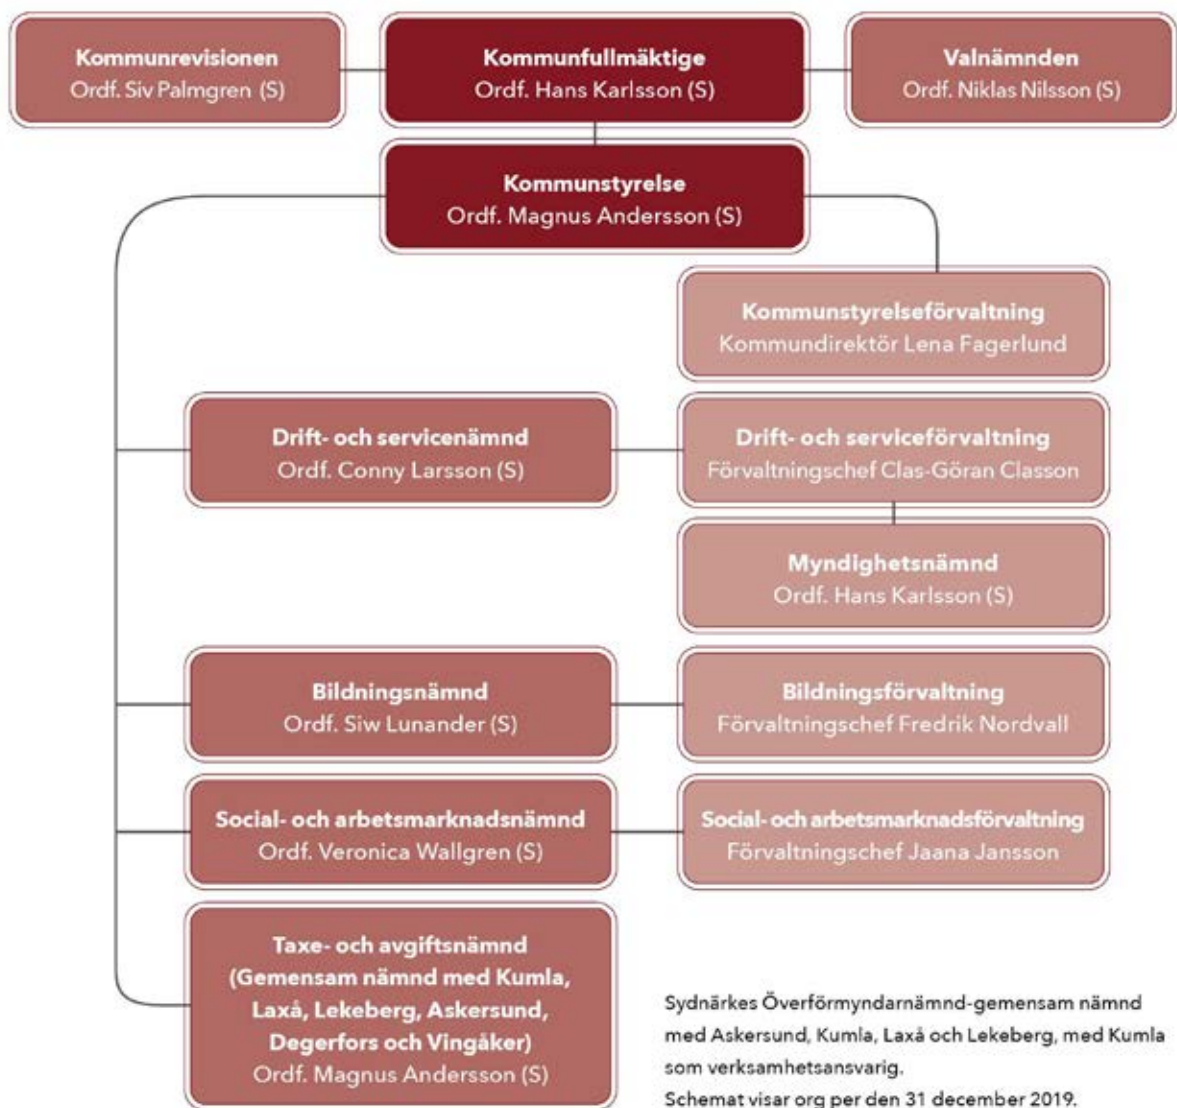 Kommunrevisionen
Ordf. Siv Palmgren (S)
Kommunfullmäktige
Ordf. Hans Karlsson (S)
Valnämnden
Ordf. Niklas Nilsson (S)
Kommunstyrelse
Ordf. Magnus Andersson (S)
Kommunstyrelseförvaltning
Kommundirektör Lena Fagerlund
Drift- och servicenämnd
Ordf. Conny Larsson (S)
Drift- och serviceförvaltning
Förvaltningschef Clas-Göran Classon
Myndighetsnämnd
Ordf. Hans Karlsson (S)
Bildningsnämnd
Ordf. Siw Lunander (S)
Bildningsförvaltning
Förvaltningschef Fredrik Nordvall
Social- och arbetsmarknadsnämnd
Ordf. Veronica Wallgren (S)
Social- och arbetsmarknadsförvaltning
Förvaltningschef Jaana Jansson
Taxe- och avgiftsnämnd
(Gemensam nämnd med Kumla,
Laxå, Lekeberg, Askersund,
Degerfors och Vingåker)
Ordf. Magnus Andersson (S)
Sydnärkes Överförmyndarnämnd-gemensam nämnd
med Askersund, Kumla, Laxå och Lekeberg, med Kumla
som verksamhetsansvarig.
Schemat visar org per den 31 december 2019.